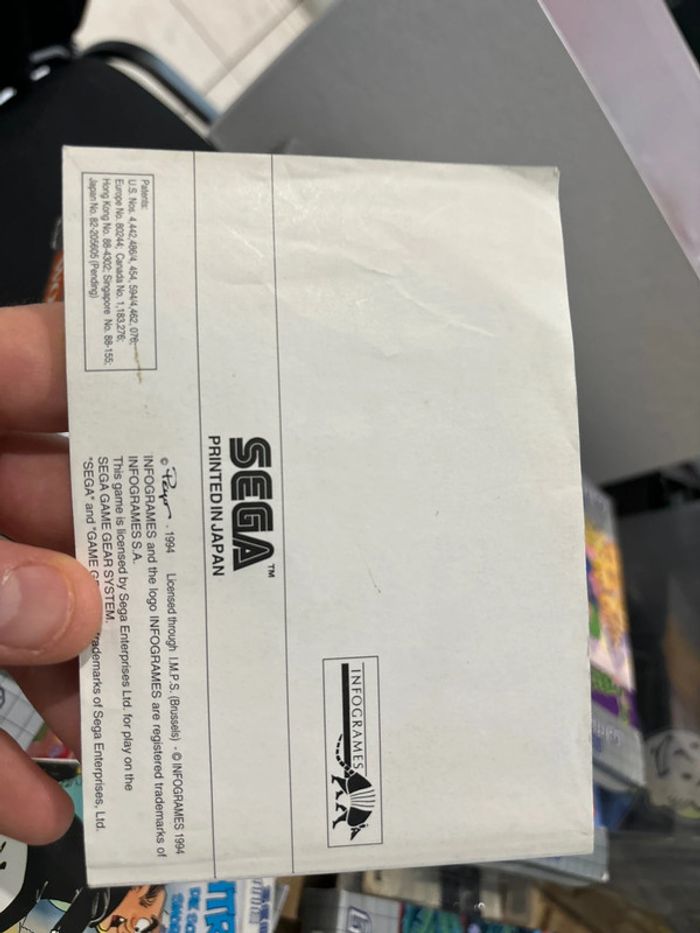 INFOGRAMES
SEGA™
PRINTED IN JAPAN
Patents:
U.S. Nos. 4,442,486/4, 454, 594/4,462, 076;
Europe No. 80244; Canada No. 1,183,276;
Hong Kong No. 88-4302; Singapore No. 88-155;
Japan No. 82-205605 (Pending)
© Peyo . 1994 Licensed through I.M.P.S. (Brussels) - © INFOGRAMES 1994
INFOGRAMES and the logo INFOGRAMES are registered trademarks of
INFOGRAMES S.A.
This game is licensed by Sega Enterprises Ltd. for play on the
SEGA GAME GEAR SYSTEM.
"SEGA" and "GAME of Sega Enterprises, Ltd.